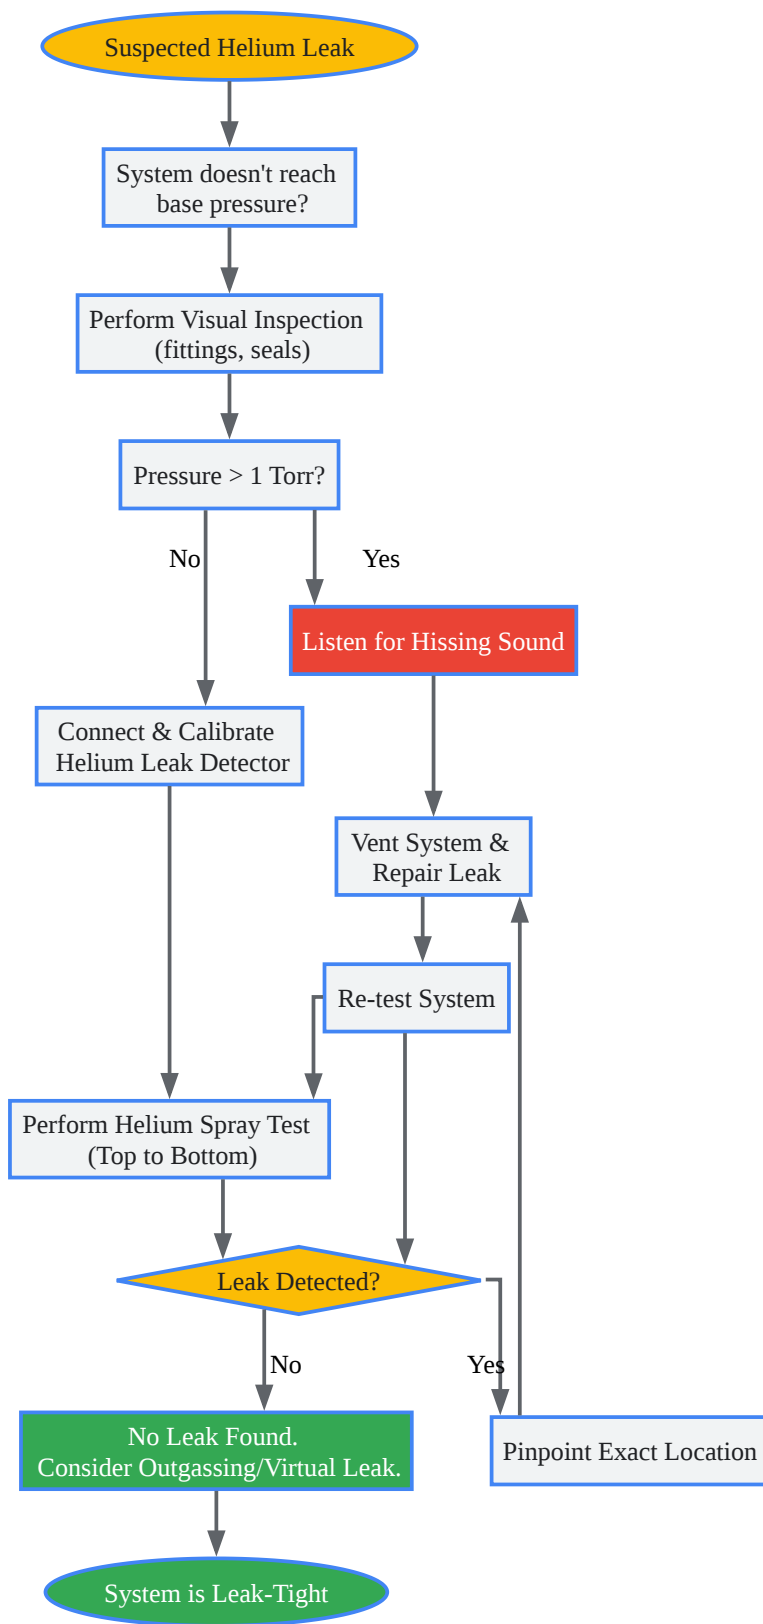 Suspected Helium Leak
System doesn't reach
base pressure?
Perform Visual Inspection
(fittings, seals)
Pressure > 1 Torr?
No
Yes
Listen for Hissing Sound
Connect & Calibrate
Helium Leak Detector
Vent System &
Repair Leak
Re-test System
Perform Helium Spray Test
(Top to Bottom)
Leak Detected?
No
Yes
No Leak Found.
Consider Outgassing/Virtual Leak.
Pinpoint Exact Location
System is Leak-Tight